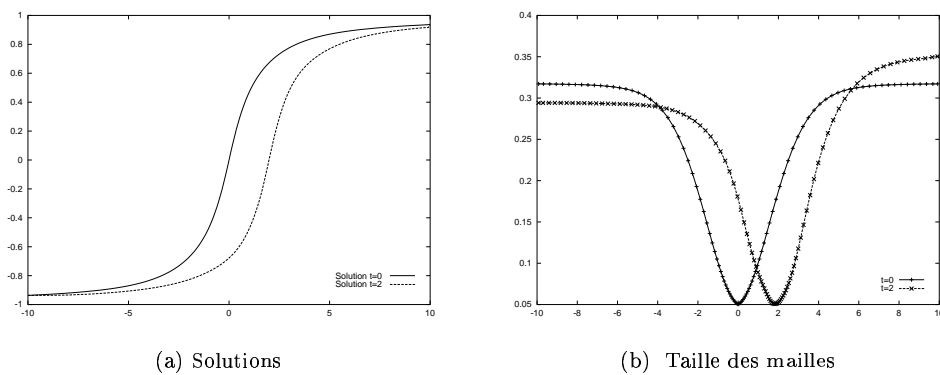 1
0.8
0.6
0.4
0.2
0
-0.2
-0.4
-0.6
-0.8
-1
-10 -5 0 5 10
Solution t=0
Solution t=2
(a) Solutions
0.4
0.35
0.3
0.25
0.2
0.15
0.1
0.05
-10 -8 -6 -4 -2 0 2 4 6 8 10
t=0
t=2
(b) Taille des mailles